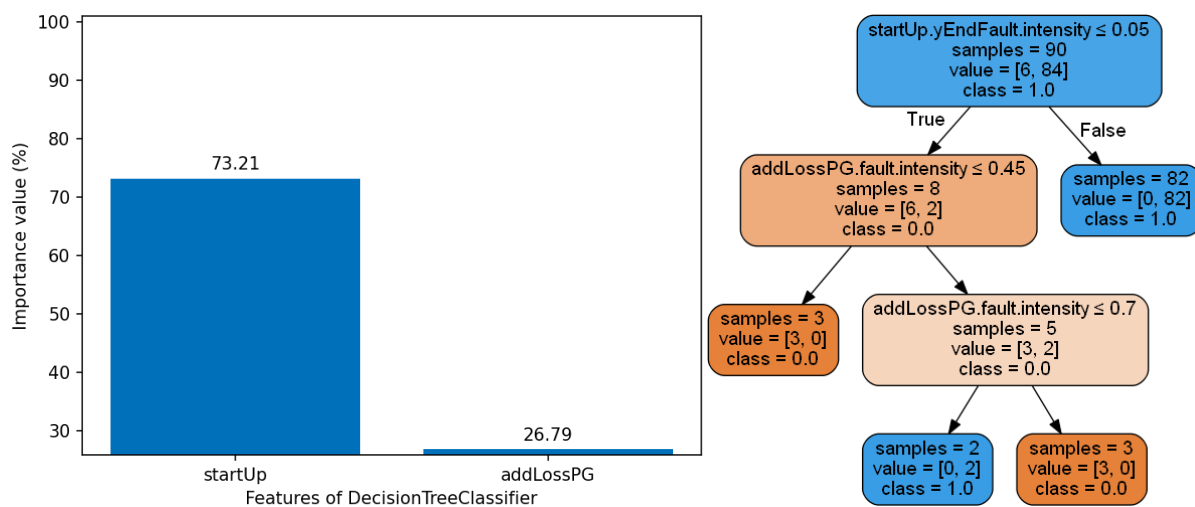 100
90
80
70
60
50
40
30
Importance value (%)
73.21
26.79
startUp
addLossPG
Features of DecisionTreeClassifier
startUp.yEndFault.intensity ≤ 0.05
samples = 90
value = [6, 84]
class = 1.0
True
False
addLossPG.fault.intensity ≤ 0.45
samples = 8
value = [6, 2]
class = 0.0
samples = 82
value = [0, 82]
class = 1.0
samples = 3
value = [3, 0]
class = 0.0
addLossPG.fault.intensity ≤ 0.7
samples = 5
value = [3, 2]
class = 0.0
samples = 2
value = [0, 2]
class = 1.0
samples = 3
value = [3, 0]
class = 0.0